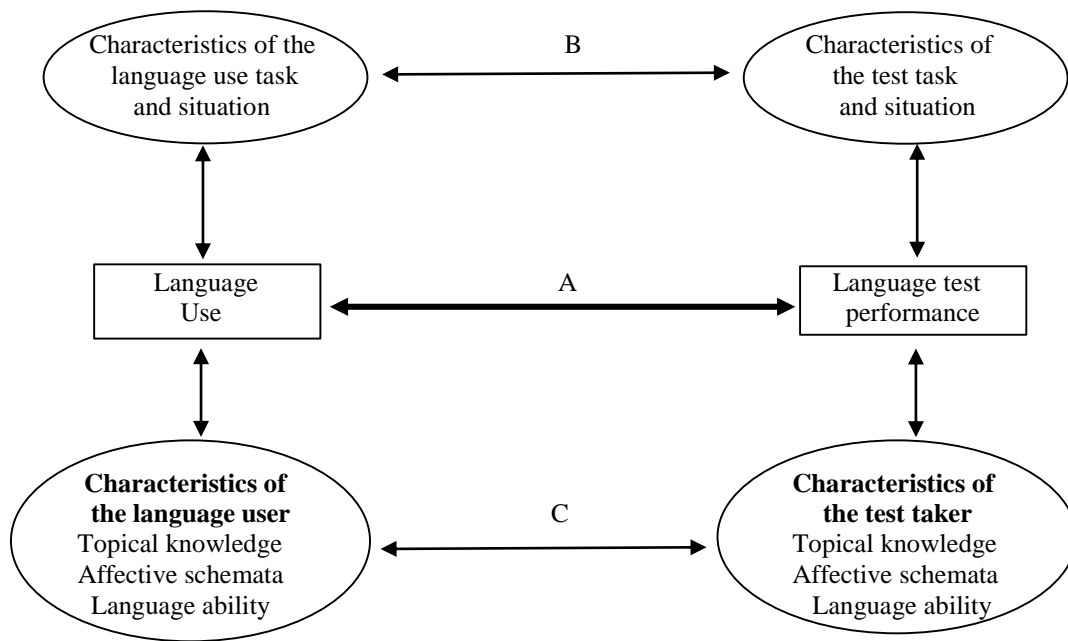 Characteristics of the
language use task
and situation
B
Characteristics of
the test task
and situation
Language
Use
A
Language test
performance
Characteristics of
the language user
Topical knowledge
Affective schemata
Language ability
C
Characteristics of
the test taker
Topical knowledge
Affective schemata
Language ability